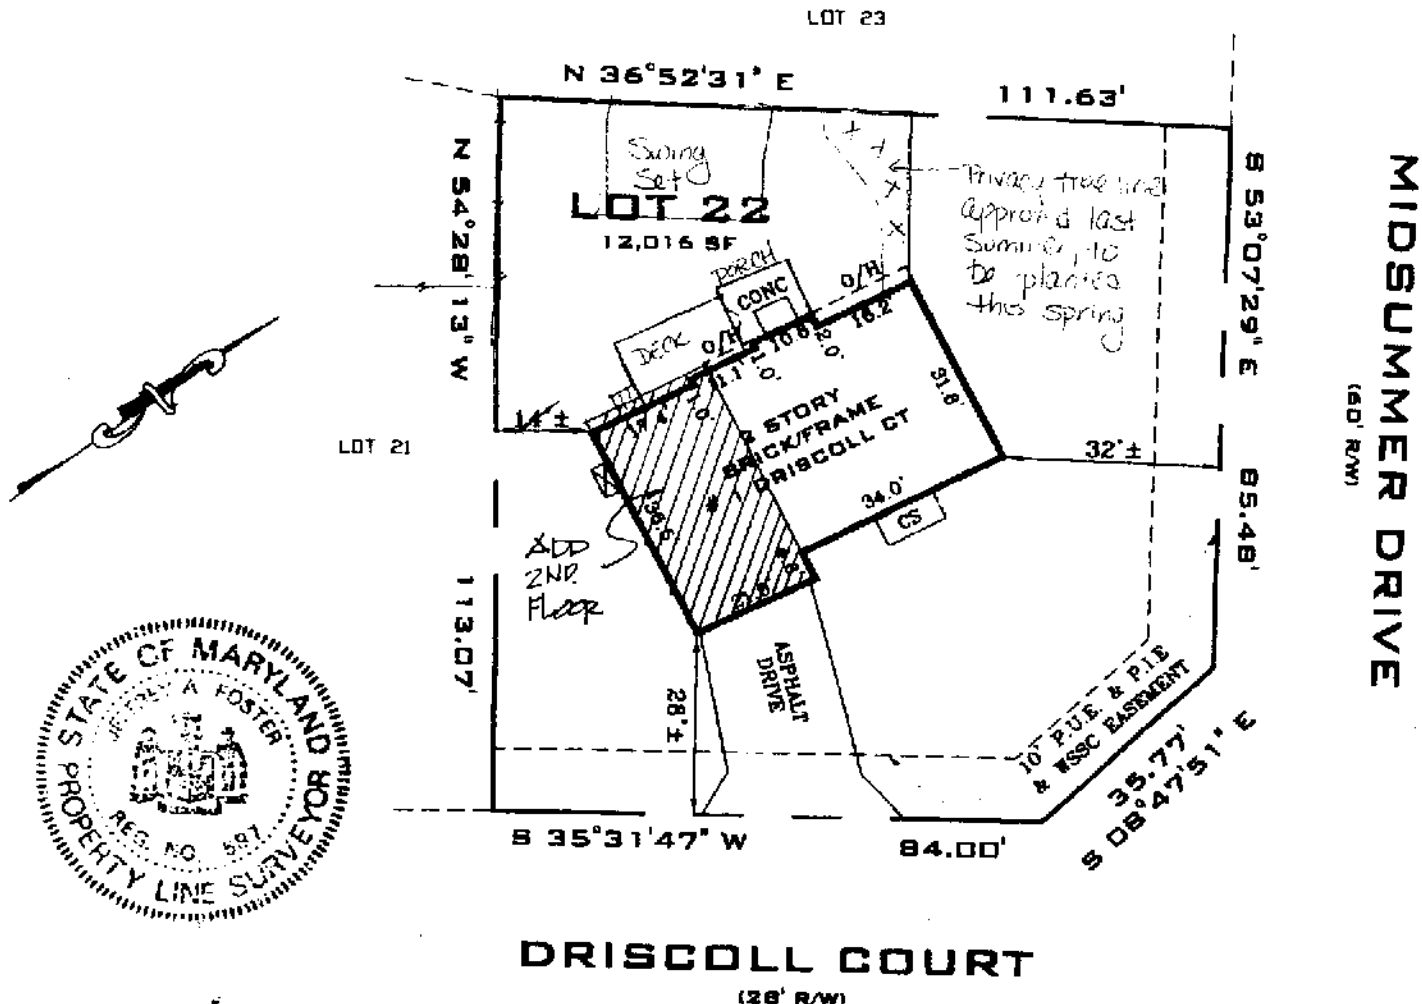 LOT 23
N 36°52'31" E
111.63'
N 54°28'13" W
113.07'
Swing
Set
LOT 22
12,016 SF
Privacy tree line
approved last
summer, to
be planted
this spring
S 53°07'29" E
85.48'
MIDSUMMER DRIVE
(60' R/W)
PORCH
CONC
O/H
DECK
O/H
10.8'
2.0'
16.2'
1.1'
1.0'
31.8'
14'±
LOT 21
2 STORY
BRICK/FRAME
DRISCOLL CT
#
32'±
34.0'
CS
36.6
ADD
2ND
FLOOR
21.8
ASPHALT
DRIVE
28'±
10' P.U.E. & P.I.E
& WSSC EASEMENT
35.77'
S 08°47'51" E
S 35°31'47" W
84.00'
STATE OF MARYLAND
A FOSTER
REG. NO. 597
PROPERTY LINE SURVEYOR
DRISCOLL COURT
(28' R/W)